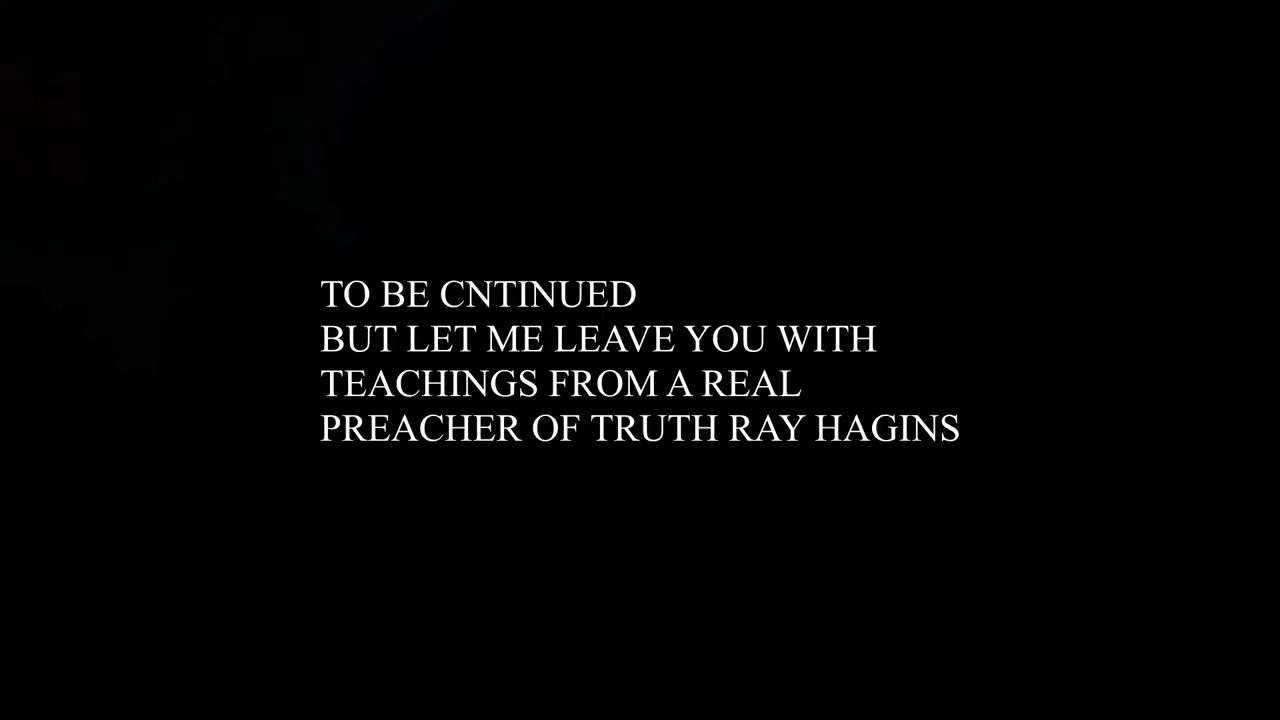 TO BE CNTINUED
BUT LET ME LEAVE YOU WITH
TEACHINGS FROM A REAL
PREACHER OF TRUTH RAY HAGINS